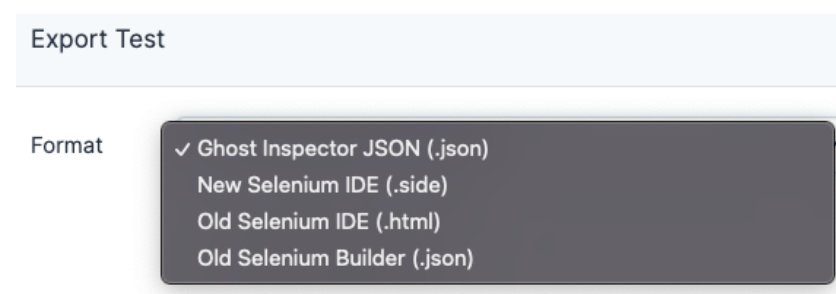 Export Test
Format
✓ Ghost Inspector JSON (.json)
New Selenium IDE (.side)
Old Selenium IDE (.html)
Old Selenium Builder (.json)